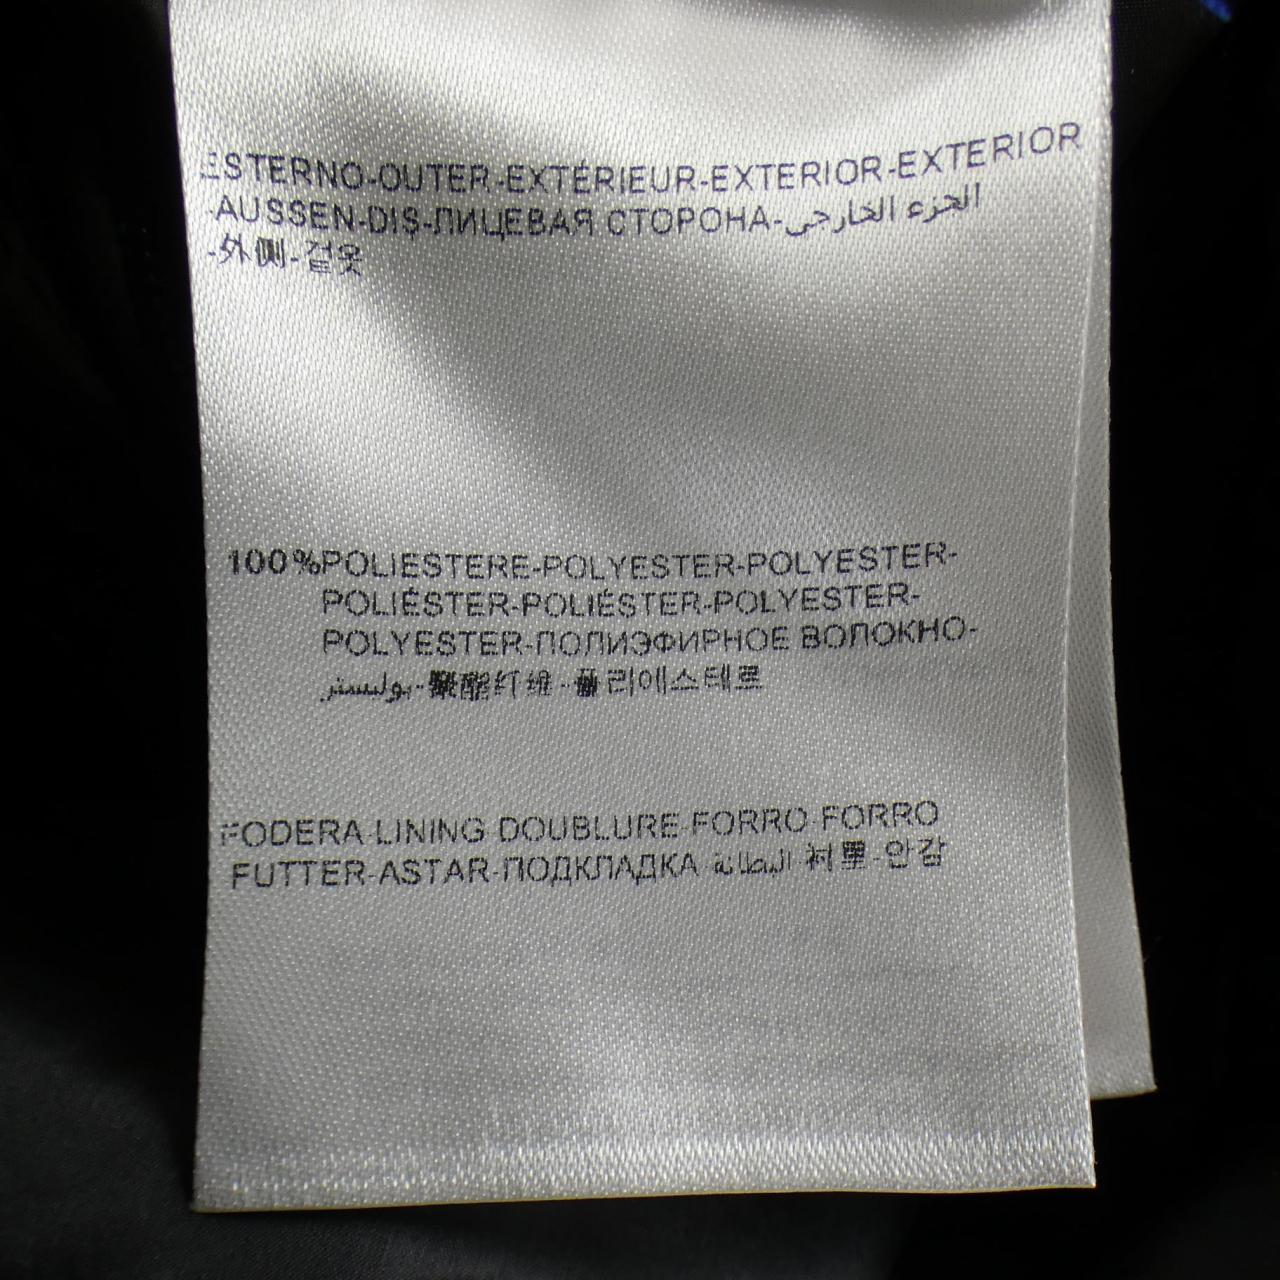 ESTERNO-OUTER-EXTÉRIEUR-EXTERIOR-EXTERIOR
-AUSSEN-DIŞ-ЛИЦЕВАЯ СТОРОНА-الجزء الخارجي
-外侧-겉옷
100%POLIESTERE-POLYESTER-POLYESTER-
POLIÉSTER-POLIÉSTER-POLYESTER-
POLYESTER-ПОЛИЭФИРНОЕ ВОЛОКНО-
بوليستر-聚酯纤维-폴리에스테르
FODERA-LINING-DOUBLURE-FORRO-FORRO
FUTTER-ASTAR-ПОДКЛАДКА-البطانة-衬里-안감